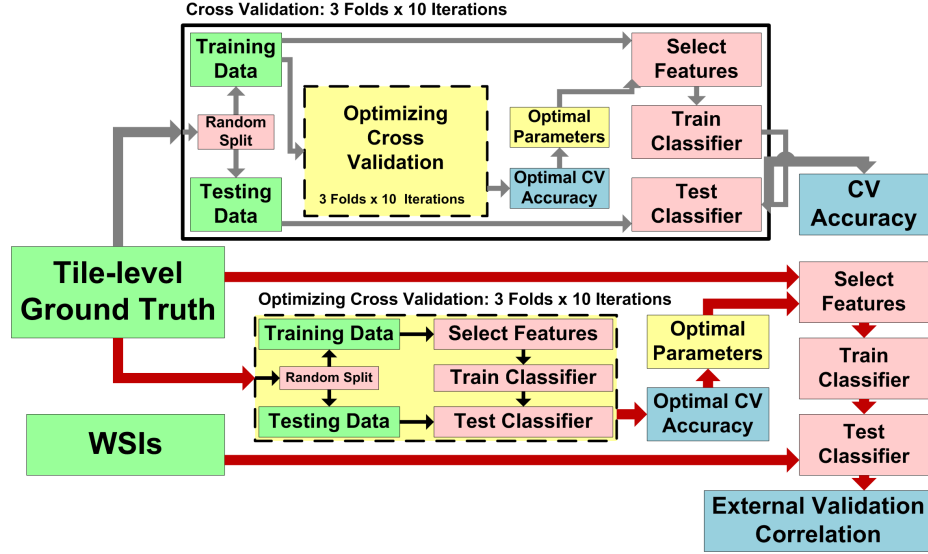 Cross Validation: 3 Folds x 10 Iterations
Training
Data
Random
Split
Testing
Data
Optimizing
Cross
Validation
3 Folds x 10 Iterations
Optimal
Parameters
Optimal CV
Accuracy
Select
Features
Train
Classifier
Test
Classifier
CV
Accuracy
Tile-level
Ground Truth
Optimizing Cross Validation: 3 Folds x 10 Iterations
Training Data
Random Split
Testing Data
Select Features
Train Classifier
Test Classifier
Optimal
Parameters
Optimal CV
Accuracy
Select
Features
Train
Classifier
Test
Classifier
WSIs
External Validation
Correlation